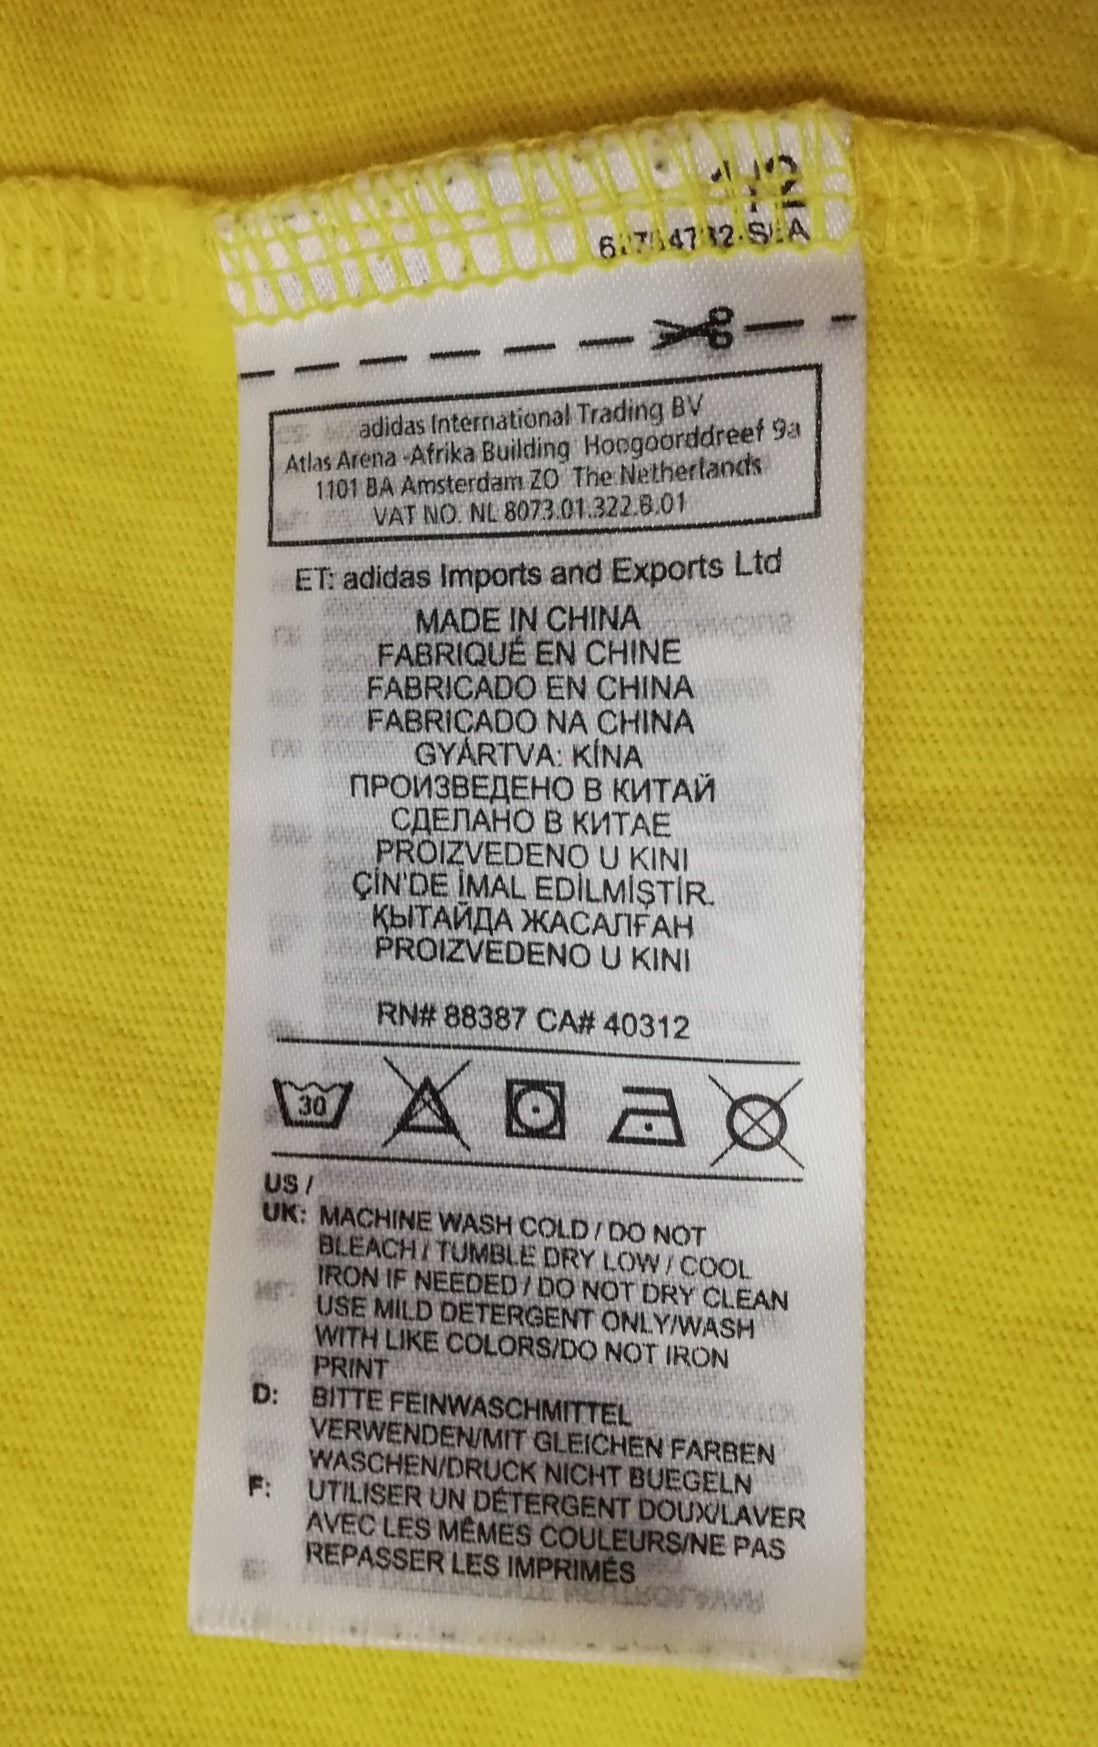 adidas International Trading BV
Atlas Arena -Afrika Building Hoogoorddreef 9a
1101 BA Amsterdam ZO The Netherlands
VAT NO. NL 8073.01.322.B.01
ET: adidas Imports and Exports Ltd
MADE IN CHINA
FABRIQUÉ EN CHINE
FABRICADO EN CHINA
FABRICADO NA CHINA
GYÁRTVA: KÍNA
ПРОИЗВЕДЕНО В КИТАЙ
СДЕЛАНО В КИТАЕ
PROIZVEDENO U KINI
ÇİN'DE İMAL EDİLMİŞTİR.
ҚЫТАЙДА ЖАСАЛҒАН
PROIZVEDENO U KINI
RN# 88387 CA# 40312
30
US /
UK: MACHINE WASH COLD / DO NOT
BLEACH / TUMBLE DRY LOW / COOL
IRON IF NEEDED / DO NOT DRY CLEAN
USE MILD DETERGENT ONLY/WASH
WITH LIKE COLORS/DO NOT IRON
PRINT
D: BITTE FEINWASCHMITTEL
VERWENDEN/MIT GLEICHEN FARBEN
WASCHEN/DRUCK NICHT BUEGELN
F: UTILISER UN DÉTERGENT DOUX/LAVER
AVEC LES MÊMES COULEURS/NE PAS
REPASSER LES IMPRIMÉS